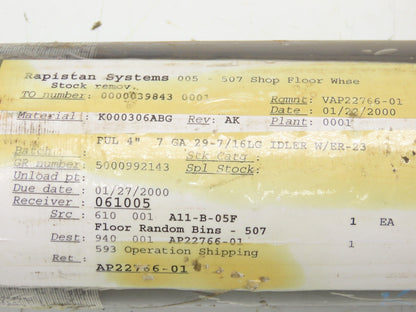 Rapistan Systems 005 - 507 Shop Floor Whse
Stock remov.
TO number: 0000039843 0001
Rqmnt: VAP22766-01
Date : 01/22/2000
Material: K000306ABG Rev: AK Plant: 0001
PUL 4" 7 GA 29-7/16LG IDLER W/ER-23
Batch: Stk Catg :
GR number: 5000992143 Spl Stock:
Unload pt:
Due date : 01/27/2000
Receiver : 061005
Src : 610 001 A11-B-05F 1 EA
Floor Random Bins - 507
Dest: 940 001 AP22766-01 1
593 Operation Shipping
Ret :
AP22766-01